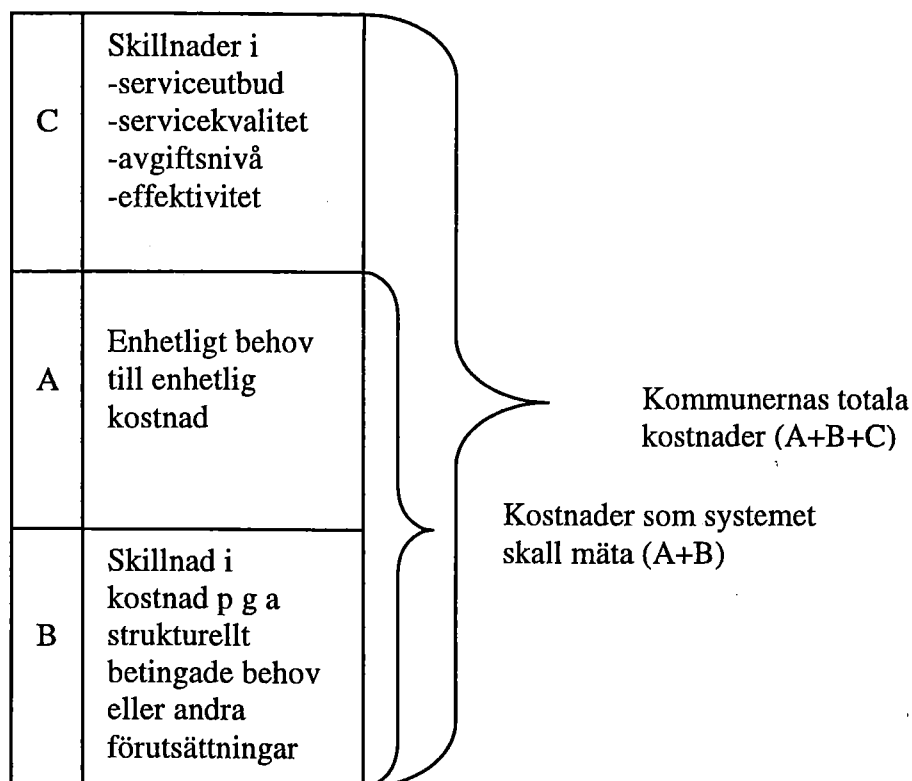 C
Skillnader i
-serviceutbud
-servicekvalitet
-avgiftsnivå
-effektivitet
A
Enhetligt behov
till enhetlig
kostnad
B
Skillnad i
kostnad p g a
strukturellt
betingade behov
eller andra
förutsättningar
Kommunernas totala
kostnader (A+B+C)
Kostnader som systemet
skall mäta (A+B)